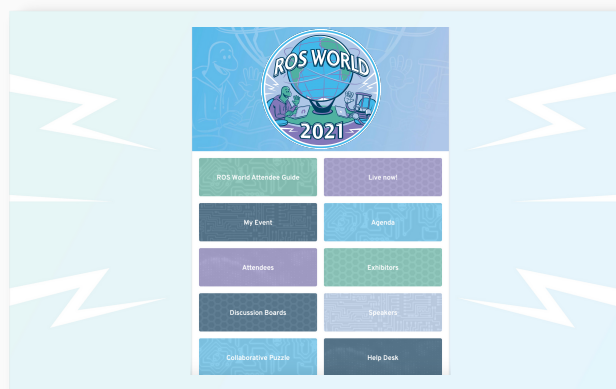 ROS WORLD
2021
ROS World Attendee Guide
Live now!
My Event
Agenda
Attendees
Exhibitors
Discussion Boards
Speakers
Collaborative Puzzle
Help Desk